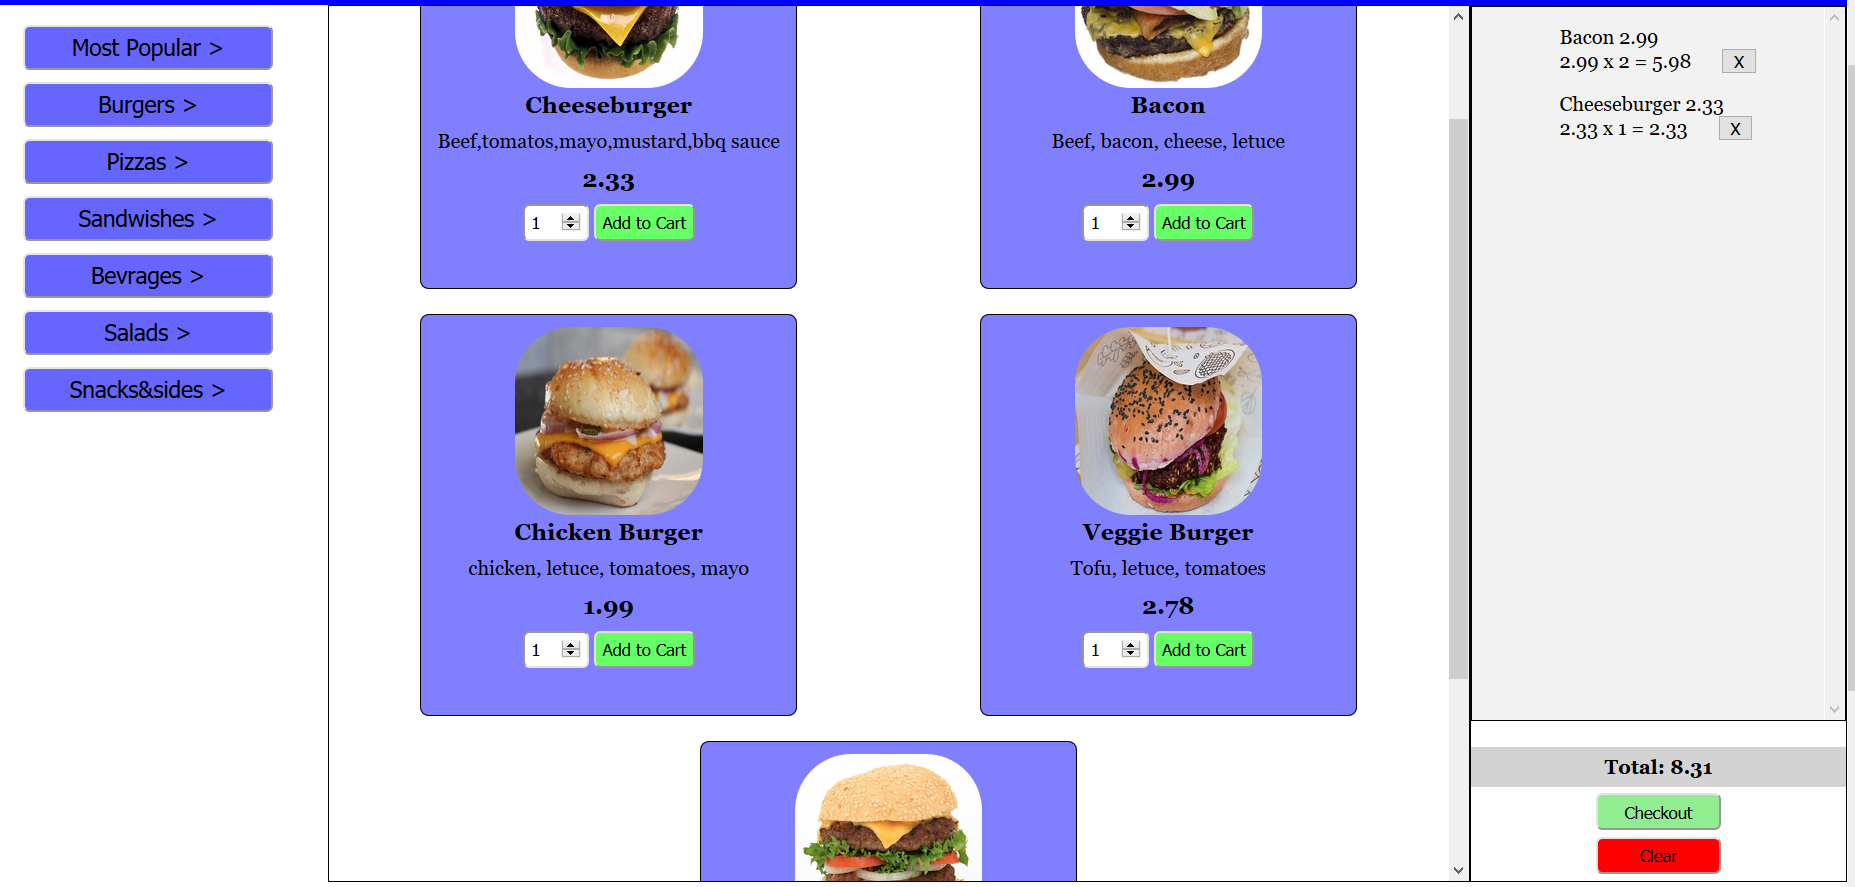 Most Popular >
Burgers >
Pizzas >
Sandwishes >
Bevrages >
Salads >
Snacks&sides >
Cheeseburger
Beef,tomatos,mayo,mustard,bbq sauce
2.33
1 Add to Cart
Bacon
Beef, bacon, cheese, letuce
2.99
1 Add to Cart
Chicken Burger
chicken, letuce, tomatoes, mayo
1.99
1 Add to Cart
Veggie Burger
Tofu, letuce, tomatoes
2.78
1 Add to Cart
Bacon 2.99
2.99 x 2 = 5.98 X
Cheeseburger 2.33
2.33 x 1 = 2.33 X
Total: 8.31
Checkout
Clear